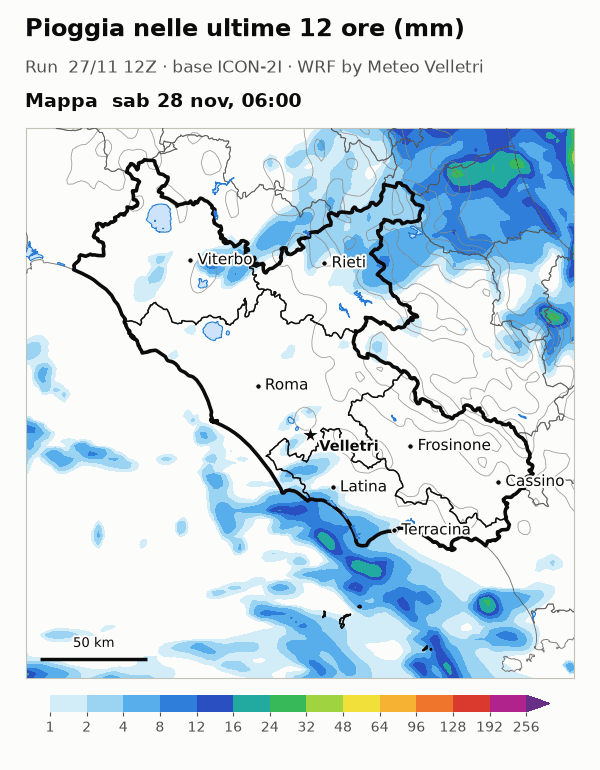 Pioggia nelle ultime 12 ore (mm)
Run  27/11 12Z · base ICON-2I · WRF by Meteo Velletri
Mappa  sab 28 nov, 06:00
Viterbo
Rieti
Roma
Velletri
Frosinone
Latina
Cassino
Terracina
50 km
1 2 4 8 12 16 24 32 48 64 96 128 192 256